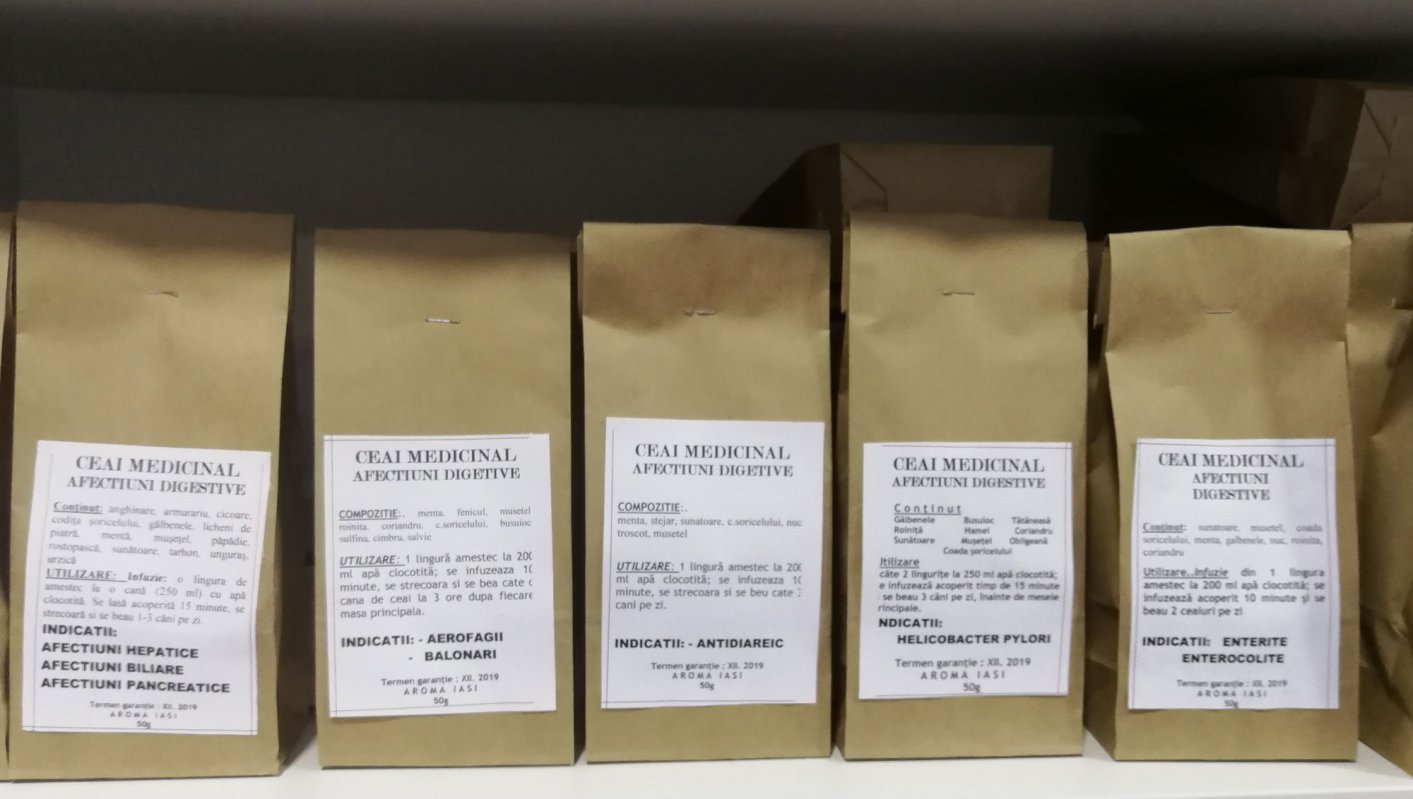 CEAI MEDICINAL
AFECTIUNI DIGESTIVE
Conținut: anghinare, armurariu, cicoare,
codița șoricelului, gălbenele, licheni de
piatră, mentă, mușețel, păpădie,
rostopască, sunătoare, tarhon, unguraș,
urzică
UTILIZARE: Infuzie: o lingura de
amestec la o cană (250 ml) cu apă
clocotită. Se lasă acoperită 15 minute, se
strecoară si se beau 1-3 căni pe zi.
INDICATII:
AFECTIUNI HEPATICE
AFECTIUNI BILIARE
AFECTIUNI PANCREATICE
Termen garanție : XII. 2019
AROMA IASI
50g
CEAI MEDICINAL
AFECTIUNI DIGETIVE
COMPOZITIE:. menta, fenicul, musetel
roinita, coriandru, c.soricelului, busuioc
sulfina, cimbru, salvie
UTILIZARE: 1 lingură amestec la 200
ml apă clocotită; se infuzeaza 10
minute, se strecoara si se bea cate o
cana de ceai la 3 ore dupa fiecare
masa principala.
INDICATII: - AEROFAGII
- BALONARI
Termen garanție : XII. 2019
AROMA IASI
50g
CEAI MEDICINAL
AFECTIUNI DIGETIVE
COMPOZITIE:.
menta, stejar, sunatoare, c.soricelului, nuc
troscot, musetel
UTILIZARE: 1 lingură amestec la 200
ml apă clocotită; se infuzeaza 10
minute, se strecoara si se beu cate
cani pe zi.
INDICATII: - ANTIDIAREIC
Termen garanție : XII. 2019
AROMA IASI
50g
CEAI MEDICINAL
AFECTIUNI DIGESTIVE
Continut
Gălbenele Busuioc Tătăneasă
Roiniță Hamei Coriandru
Sunătoare Mușețel Obligeană
Coada șoricelului
Jtilizare
câte 2 lingurițe la 250 ml apă clocotită;
e infuzează acoperit timp de 15 minute
se beau 3 căni pe zi, înainte de mesele
rincipale.
NDICATII:
HELICOBACTER PYLORI
Termen garanție : XII. 2019
AROMA IASI
50g
CEAI MEDICINAL
AFECTIUNI
DIGESTIVE
Conținut: sunatoare, musetel, coada
soricelului, menta, galbenele, nuc, roinita,
coriandru
Utilizare..Infuzie din 1 lingura
amestec la 200 ml apă clocotită; se
infuzează acoperit 10 minute și se
beau 2 ceaiuri pe zi
INDICATII: ENTERITE
ENTEROCOLITE
Termen garanție : XII. 2019
AROMA IASI
50g